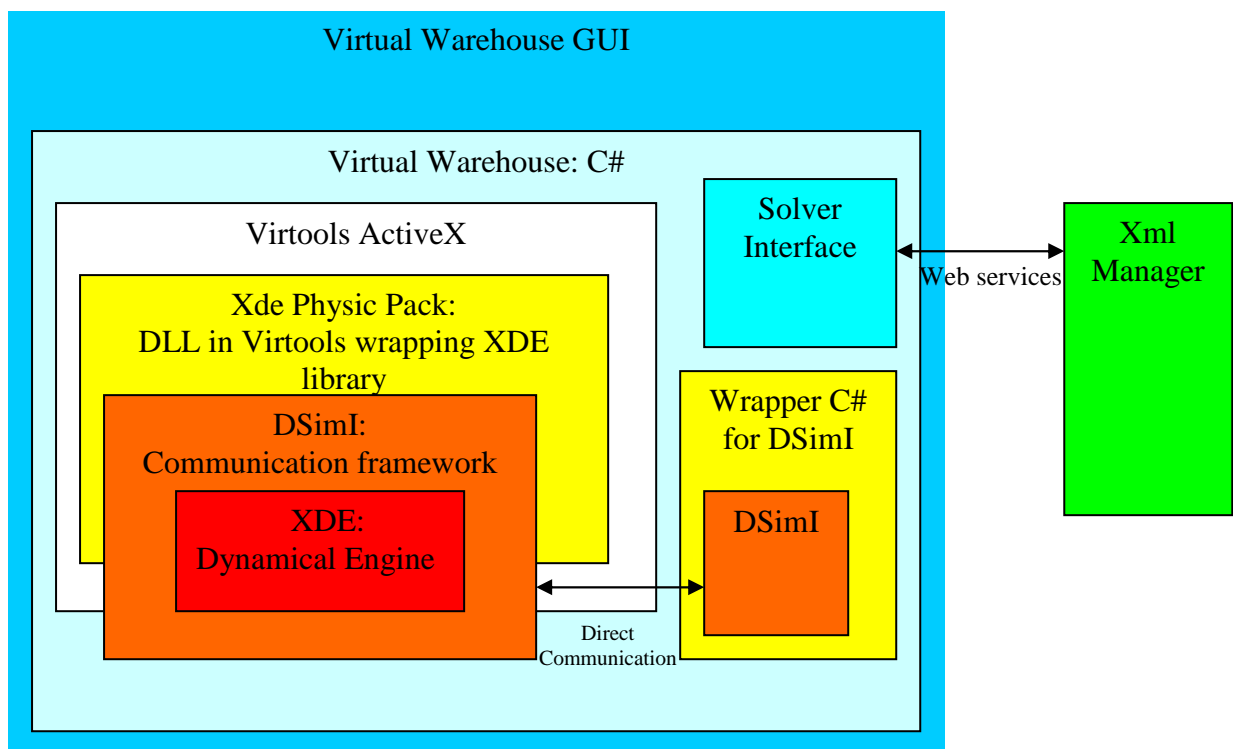 Virtual Warehouse GUI
Virtual Warehouse: C#
Virtools ActiveX
Xde Physic Pack:
DLL in Virtools wrapping XDE
library
DSimI:
Communication framework
XDE:
Dynamical Engine
Direct
Communication
Solver
Interface
Web services
Wrapper C#
for DSimI
DSimI
Xml
Manager